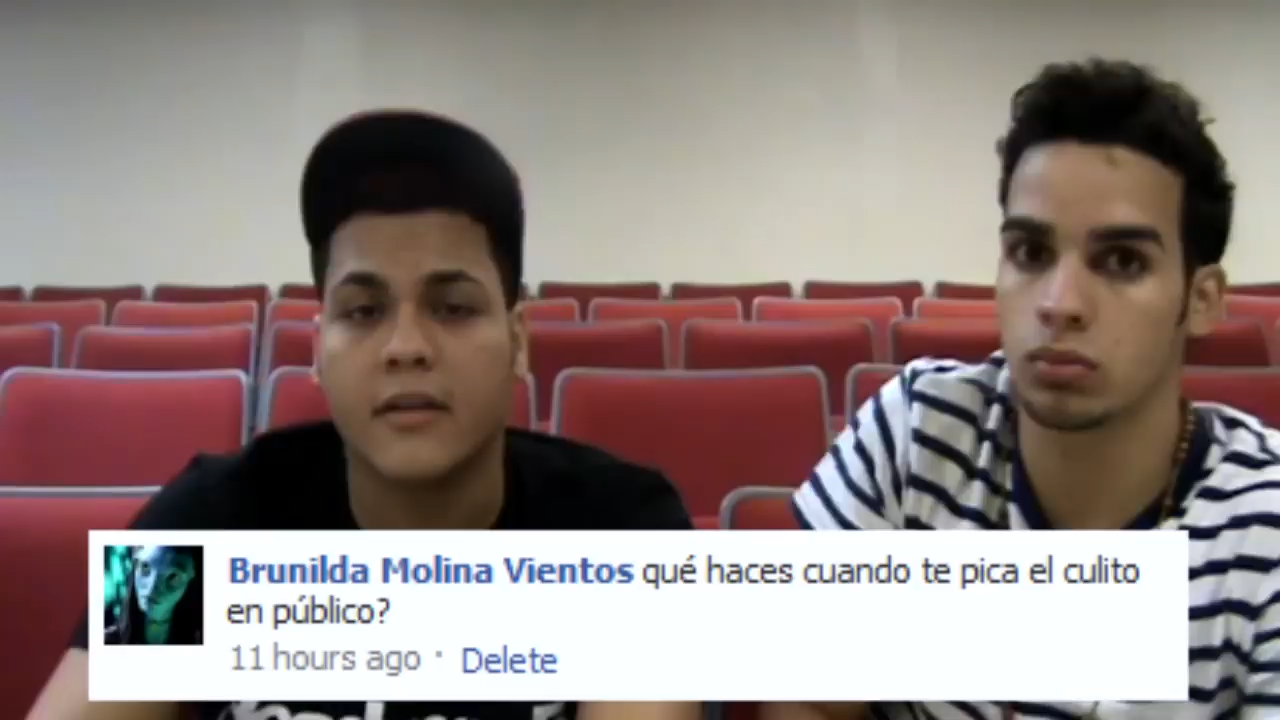 Brunilda Molina Vientos qué haces cuando te pica el culito
en público?
11 hours ago · Delete